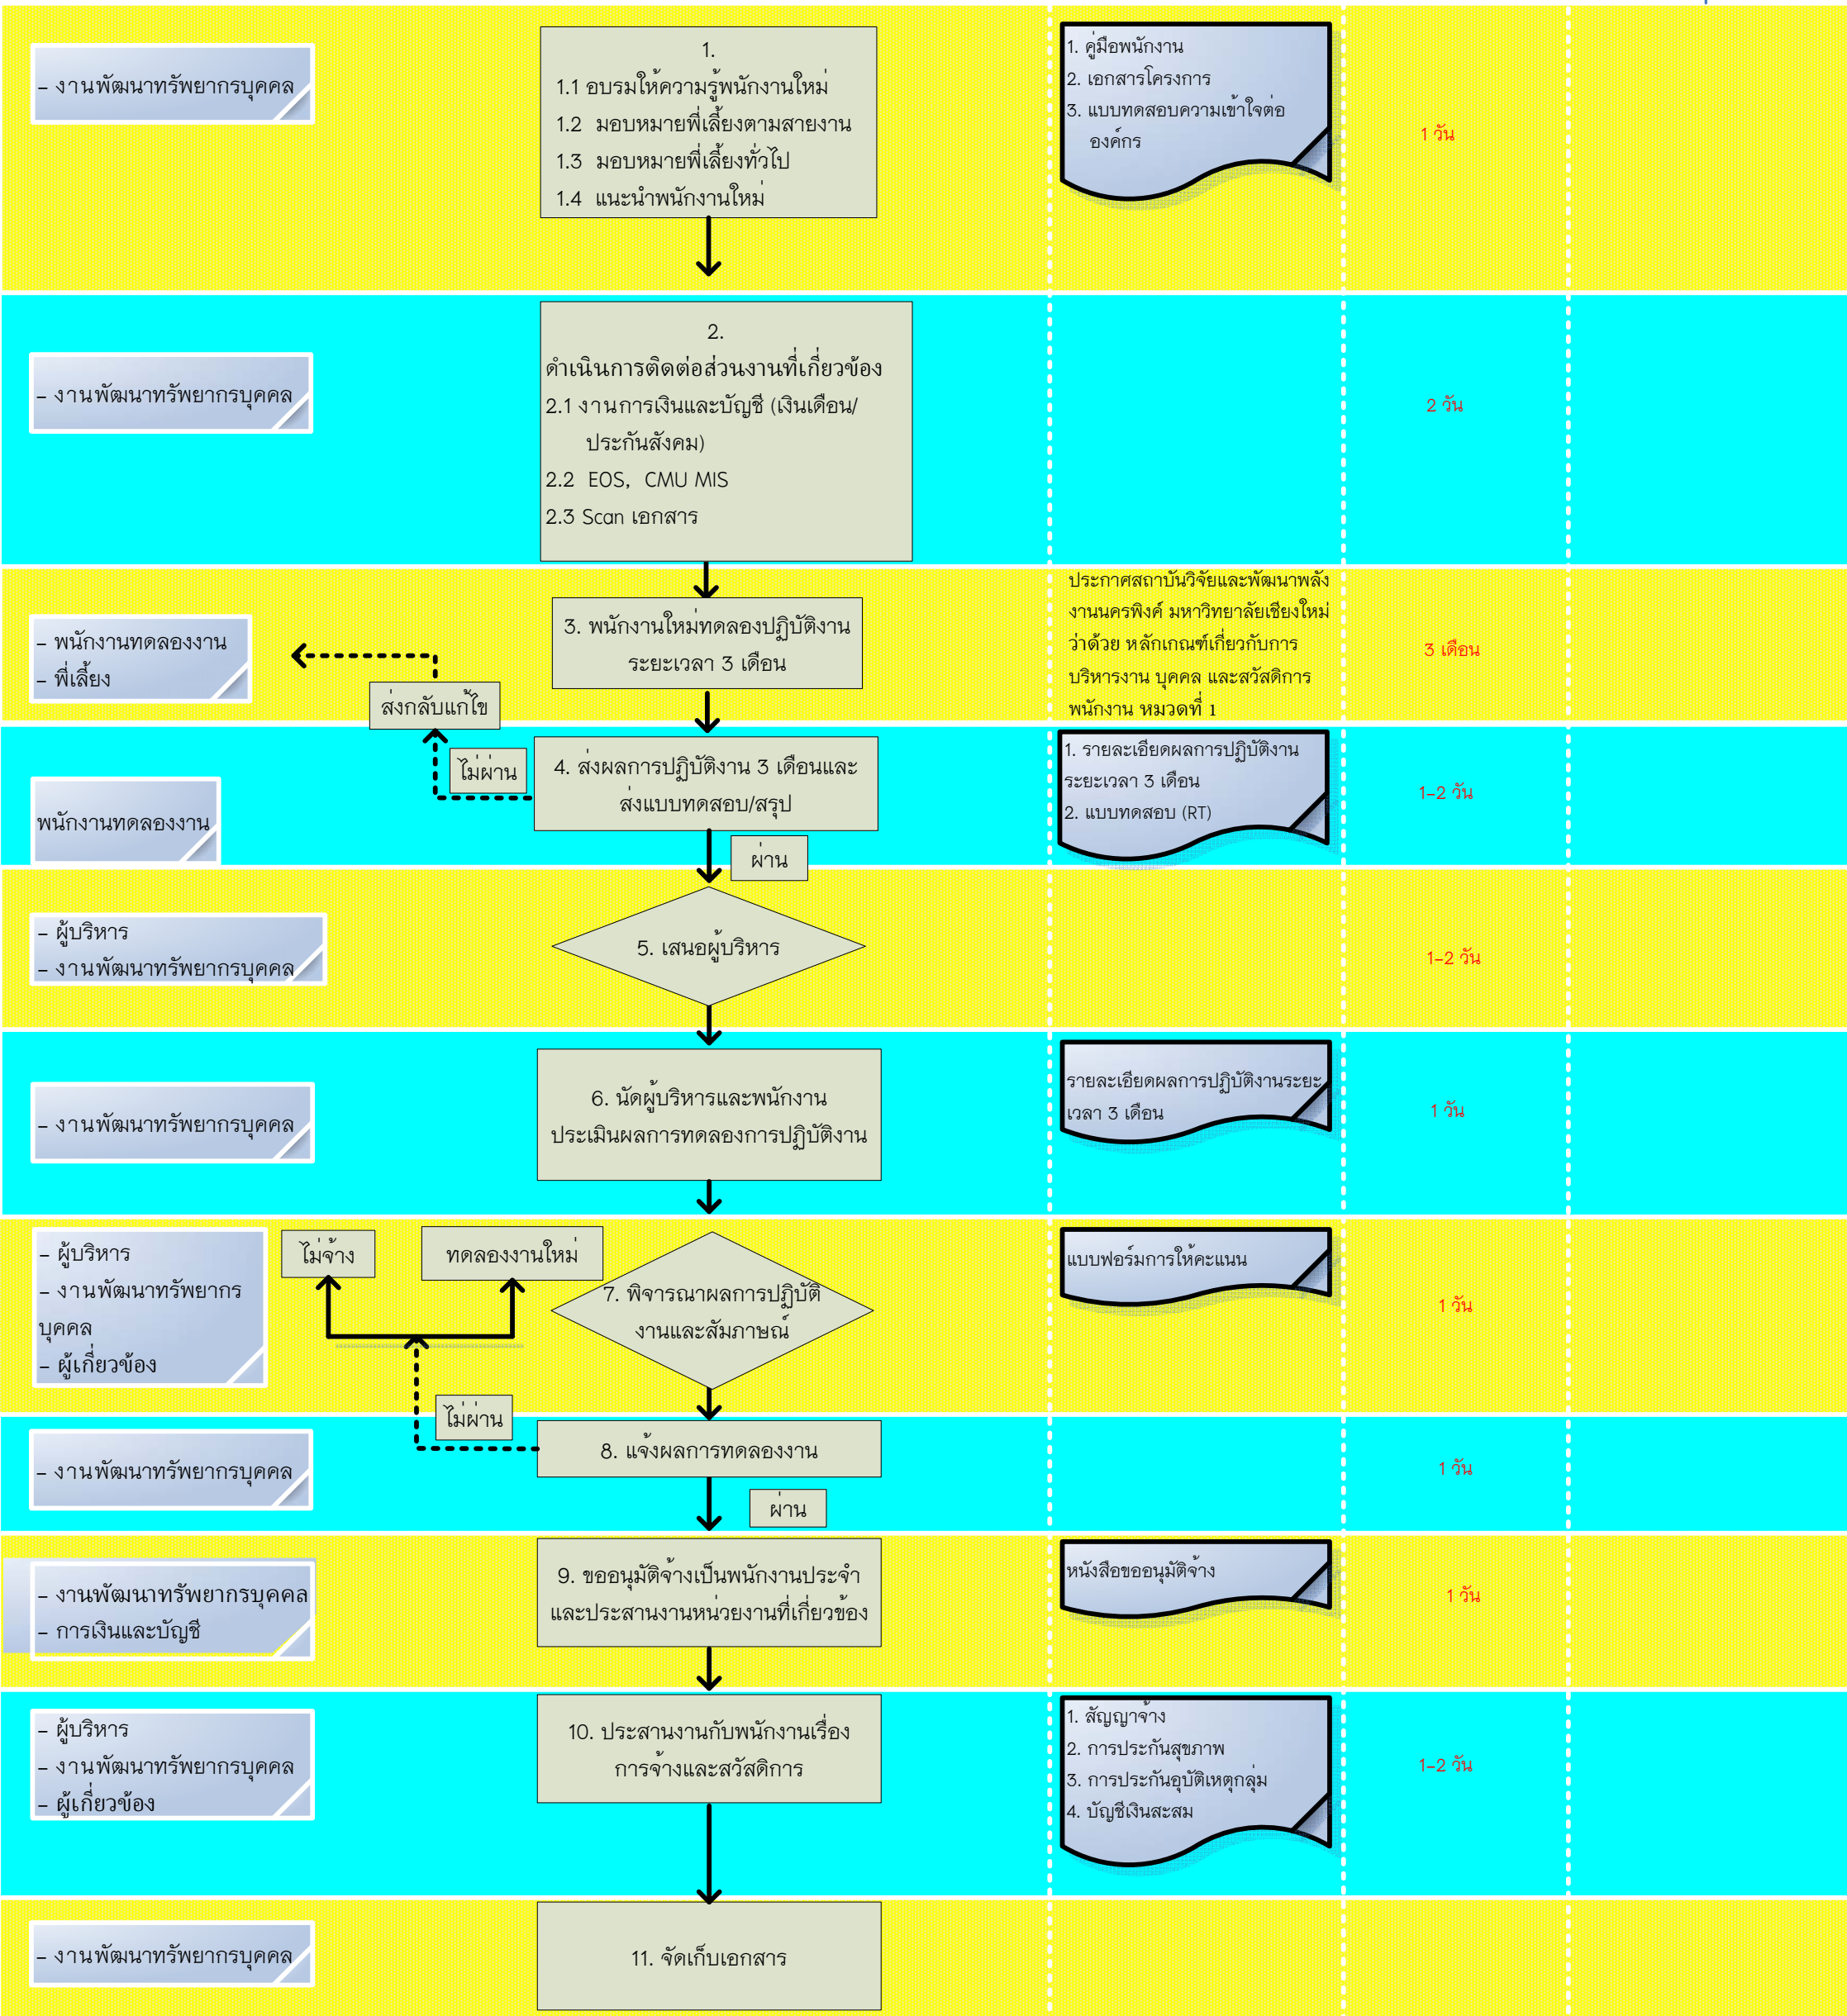 - งานพัฒนาทรัพยากรบุคคล
1.
1.1 อบรมให้ความรู้พนักงานใหม่
1.2 มอบหมายพี่เลี้ยงตามสายงาน
1.3 มอบหมายพี่เลี้ยงทั่วไป
1.4 แนะนำพนักงานใหม่
1. คู่มือพนักงาน
2. เอกสารโครงการ
3. แบบทดสอบความเข้าใจต่อ
องค์กร
1 วัน
- งานพัฒนาทรัพยากรบุคคล
2.
ดำเนินการติดต่อส่วนงานที่เกี่ยวข้อง
2.1 งานการเงินและบัญชี (เงินเดือน/
ประกันสังคม)
2.2 EOS, CMU MIS
2.3 Scan เอกสาร
2 วัน
- พนักงานทดลองงาน
- พี่เลี้ยง
3. พนักงานใหม่ทดลองปฏิบัติงาน
ระยะเวลา 3 เดือน
ประกาศสถาบันวิจัยและพัฒนาพลัง
งานนครพิงค์ มหาวิทยาลัยเชียงใหม่
ว่าด้วย หลักเกณฑ์เกี่ยวกับการ
บริหารงาน บุคคล และสวัสดิการ
พนักงาน หมวดที่ 1
3 เดือน
ส่งกลับแก้ไข
ไม่ผ่าน
พนักงานทดลองงาน
4. ส่งผลการปฏิบัติงาน 3 เดือนและ
ส่งแบบทดสอบ/สรุป
1. รายละเอียดผลการปฏิบัติงาน
ระยะเวลา 3 เดือน
2. แบบทดสอบ (RT)
1-2 วัน
ผ่าน
- ผู้บริหาร
- งานพัฒนาทรัพยากรบุคคล
5. เสนอผู้บริหาร
1-2 วัน
- งานพัฒนาทรัพยากรบุคคล
6. นัดผู้บริหารและพนักงาน
ประเมินผลการทดลองการปฏิบัติงาน
รายละเอียดผลการปฏิบัติงานระยะ
เวลา 3 เดือน
1 วัน
- ผู้บริหาร
- งานพัฒนาทรัพยากร
บุคคล
- ผู้เกี่ยวข้อง
ไม่จ้าง
ทดลองงานใหม่
7. พิจารณาผลการปฏิบัติ
งานและสัมภาษณ์
แบบฟอร์มการให้คะแนน
1 วัน
ไม่ผ่าน
- งานพัฒนาทรัพยากรบุคคล
8. แจ้งผลการทดลองงาน
1 วัน
ผ่าน
- งานพัฒนาทรัพยากรบุคคล
- การเงินและบัญชี
9. ขออนุมัติจ้างเป็นพนักงานประจำ
และประสานงานหน่วยงานที่เกี่ยวข้อง
หนังสือขออนุมัติจ้าง
1 วัน
- ผู้บริหาร
- งานพัฒนาทรัพยากรบุคคล
- ผู้เกี่ยวข้อง
10. ประสานงานกับพนักงานเรื่อง
การจ้างและสวัสดิการ
1. สัญญาจ้าง
2. การประกันสุขภาพ
3. การประกันอุบัติเหตุกลุ่ม
4. บัญชีเงินสะสม
1-2 วัน
- งานพัฒนาทรัพยากรบุคคล
11. จัดเก็บเอกสาร